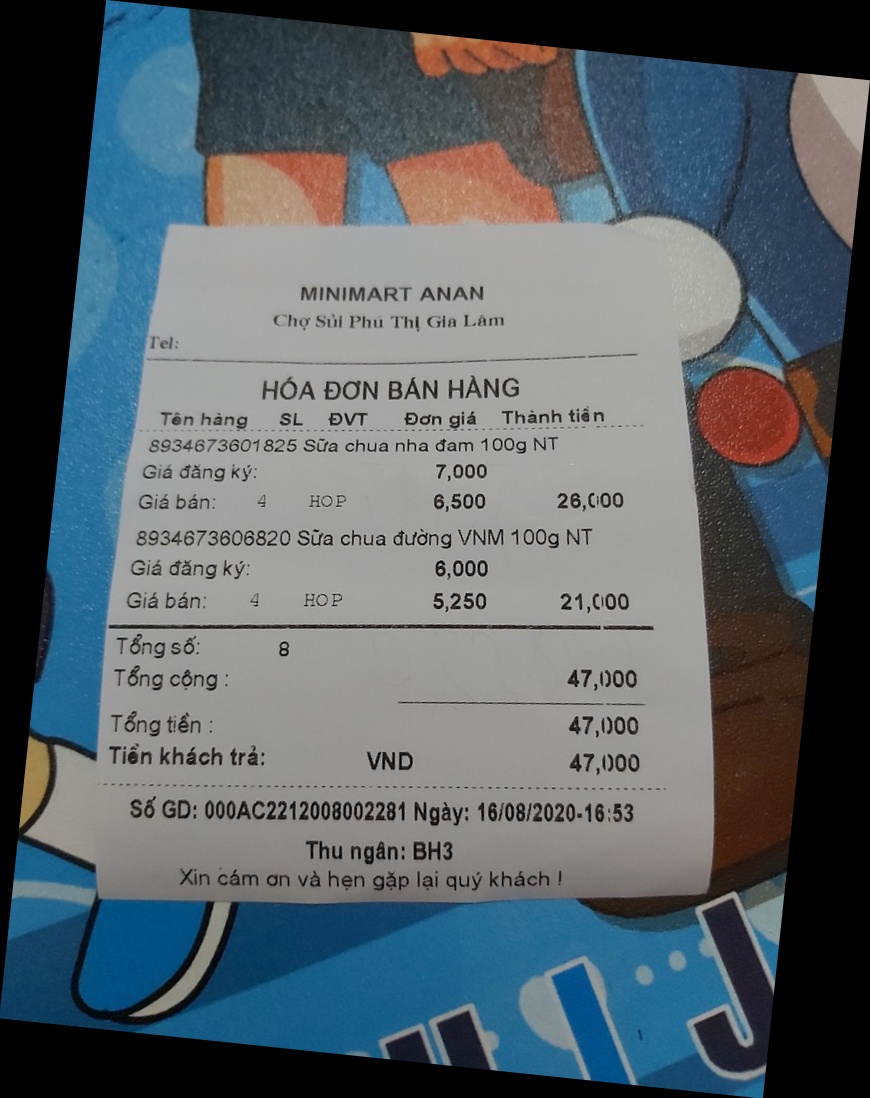 MINIMART ANAN
Chợ Sủi Phú Thị Gia Lâm
Tel:
HÓA ĐƠN BÁN HÀNG
Tên hàng SL ĐVT Đơn giá Thành tiền
8934673601825 Sữa chua nha đam 100g NT
Giá đăng ký: 7,000
Giá bán: 4 HOP 6,500 26,000
8934673606820 Sữa chua đường VNM 100g NT
Giá đăng ký: 6,000
Giá bán: 4 HOP 5,250 21,000
Tổng số: 8
Tổng cộng : 47,000
Tổng tiền : 47,000
Tiền khách trả: VND 47,000
Số GD: 000AC2212008002281 Ngày: 16/08/2020-16:53
Thu ngân: BH3
Xin cám ơn và hẹn gặp lại quý khách !